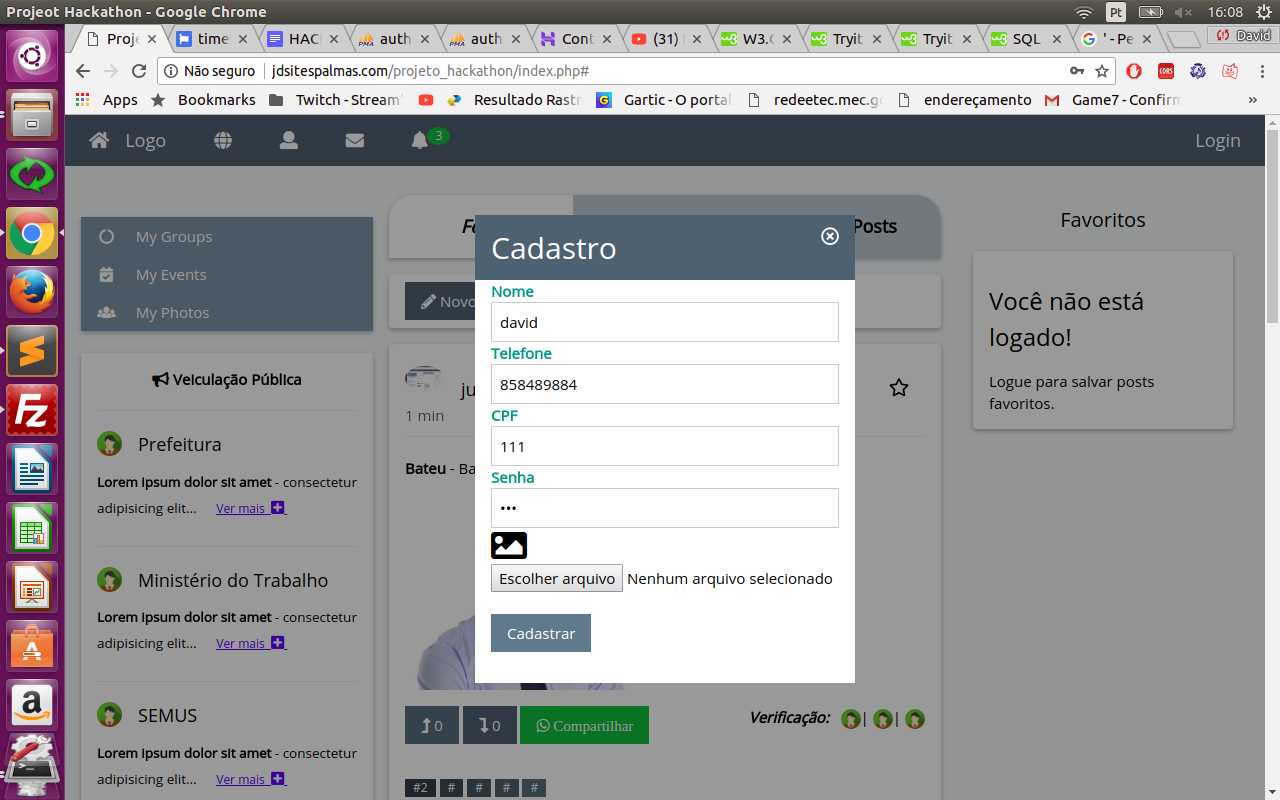 Projeot Hackathon - Google Chrome
Pt
16:08
Proje
time
HAC
auth
auth
Cont
(31)
W3.C
Tryit
Tryit
SQL
' - Pe
David
Não seguro
jdsitespalmas.com/projeto_hackathon/index.php#
CORS
Apps
Bookmarks
Twitch - Stream
Resultado Rastr
Gartic - O portal
redeetec.mec.g
endereçamento
Game7 - Confirm
»
Logo
3
Login
My Groups
My Events
My Photos
Veiculação Pública
Prefeitura
Lorem ipsum dolor sit amet - consectetur
adipisicing elit...
Ver mais
Ministério do Trabalho
Lorem ipsum dolor sit amet - consectetur
adipisicing elit...
Ver mais
SEMUS
Lorem ipsum dolor sit amet - consectetur
adipisicing elit...
Ver mais
Fe
Posts
Novo
ju
1 min
Bateu - Ba
Cadastro
Nome
david
Telefone
858489884
CPF
111
Senha
•••
Escolher arquivo Nenhum arquivo selecionado
Cadastrar
0
0
Compartilhar
Verificação:
|
|
#2
#
#
#
#
Favoritos
Você não está
logado!
Logue para salvar posts
favoritos.